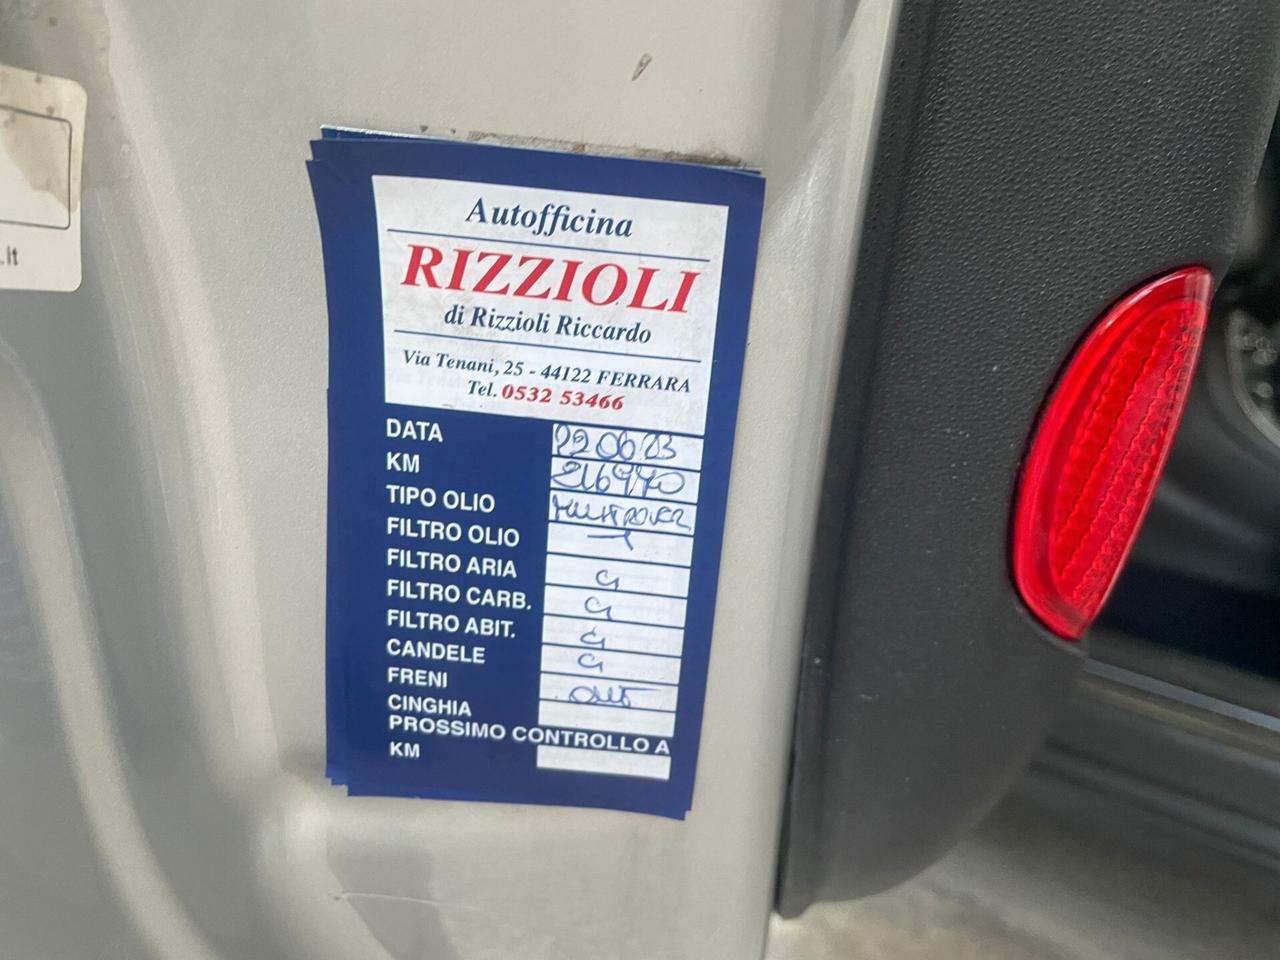 .it
Autofficina
RIZZIOLI
di Rizzioli Riccardo
Via Tenani, 25 - 44122 FERRARA
Tel. 0532 53466
DATA 22 06 23
KM
TIPO OLIO
FILTRO OLIO
FILTRO ARIA
FILTRO CARB.
FILTRO ABIT.
CANDELE
FRENI
CINGHIA
PROSSIMO CONTROLLO A
KM